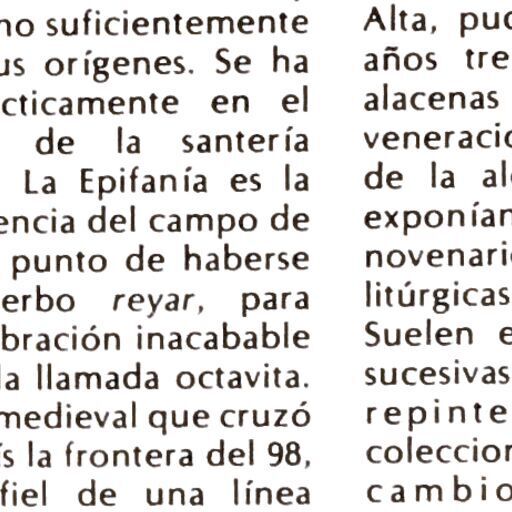 no suficientemente
us orígenes. Se ha
cticamente en el
de la santería
La Epifanía es la
encia del campo de
punto de haberse
erbo reyar, para
bración inacabable
la llamada octavita.
medieval que cruzó
ís la frontera del 98,
fiel de una línea
Alta, pud
años tre
alacenas
veneracio
de la al
exponían
novenari
litúrgicas
Suelen e
sucesivas
repinte
coleccion
cambio